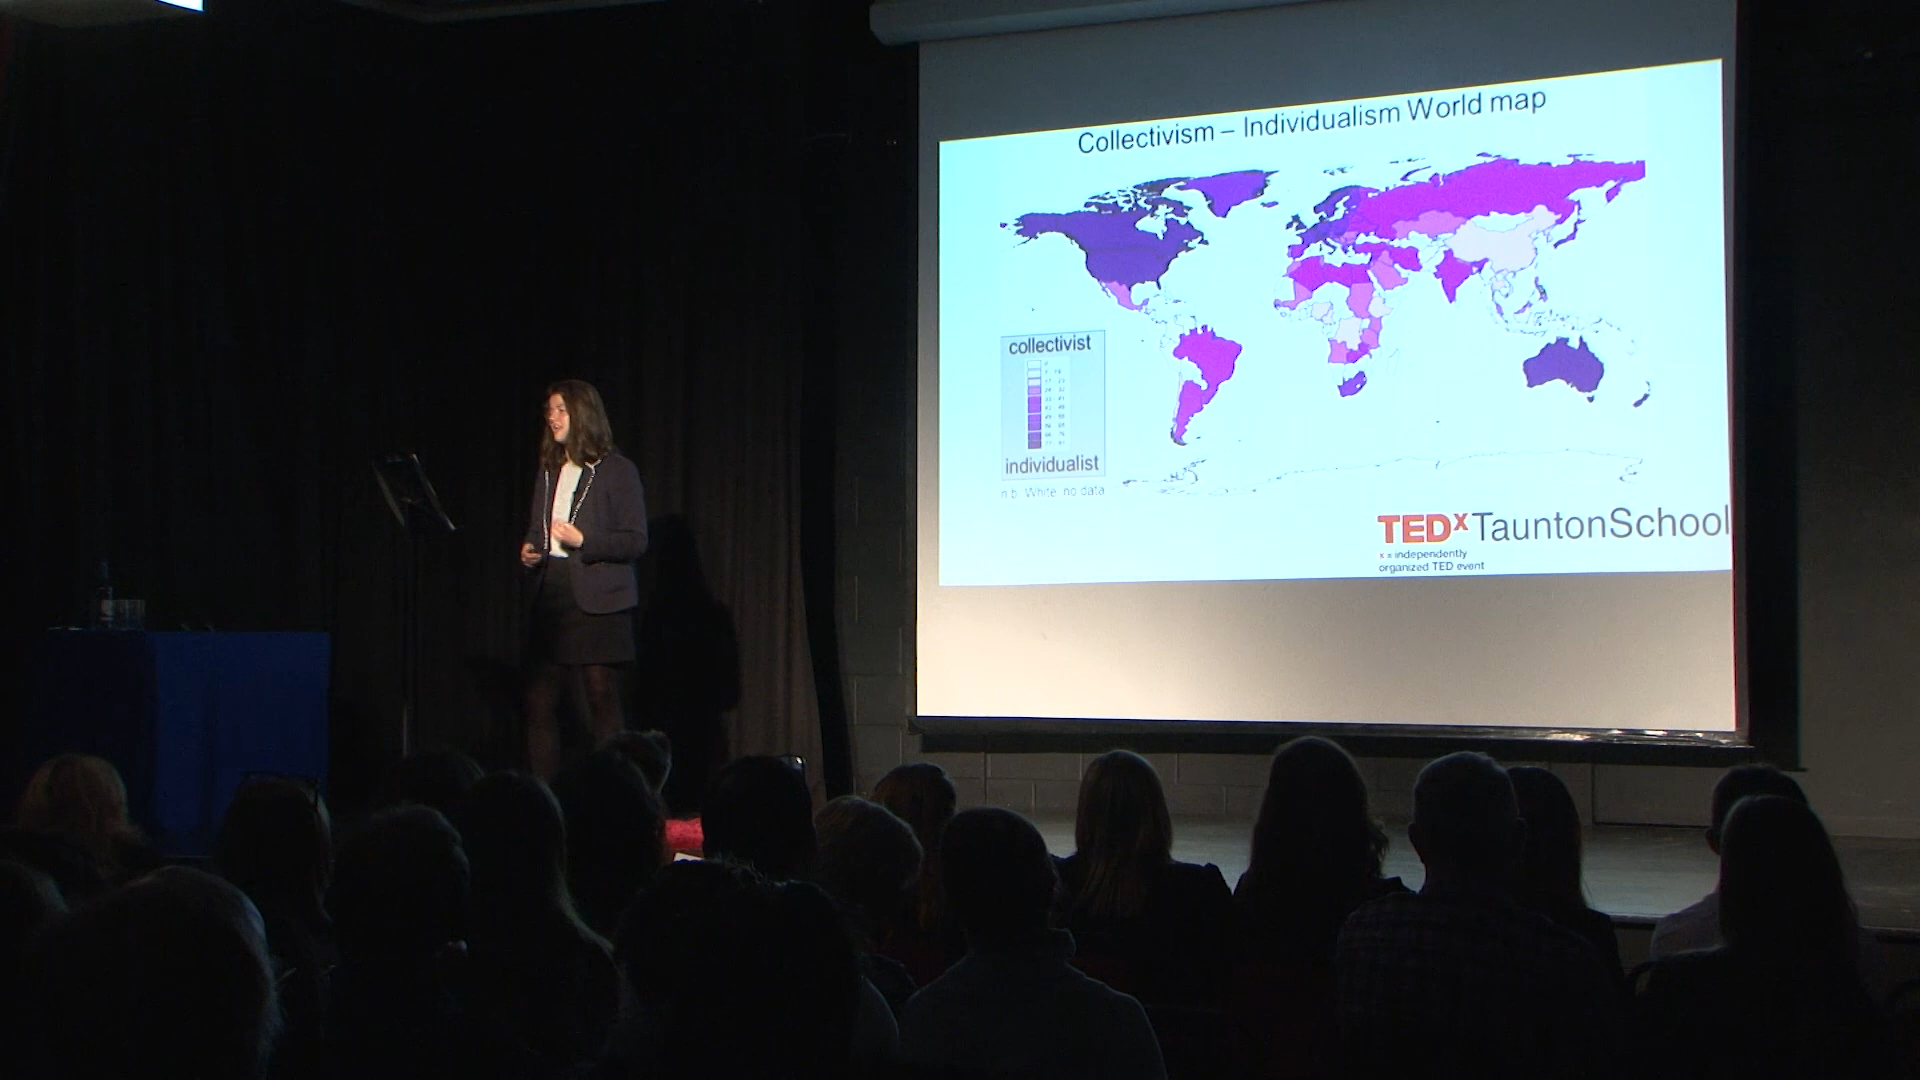 Collectivism – Individualism World map
collectivist
individualist
n.b. White: no data
TEDxTauntonSchool
x = independently
organized TED event